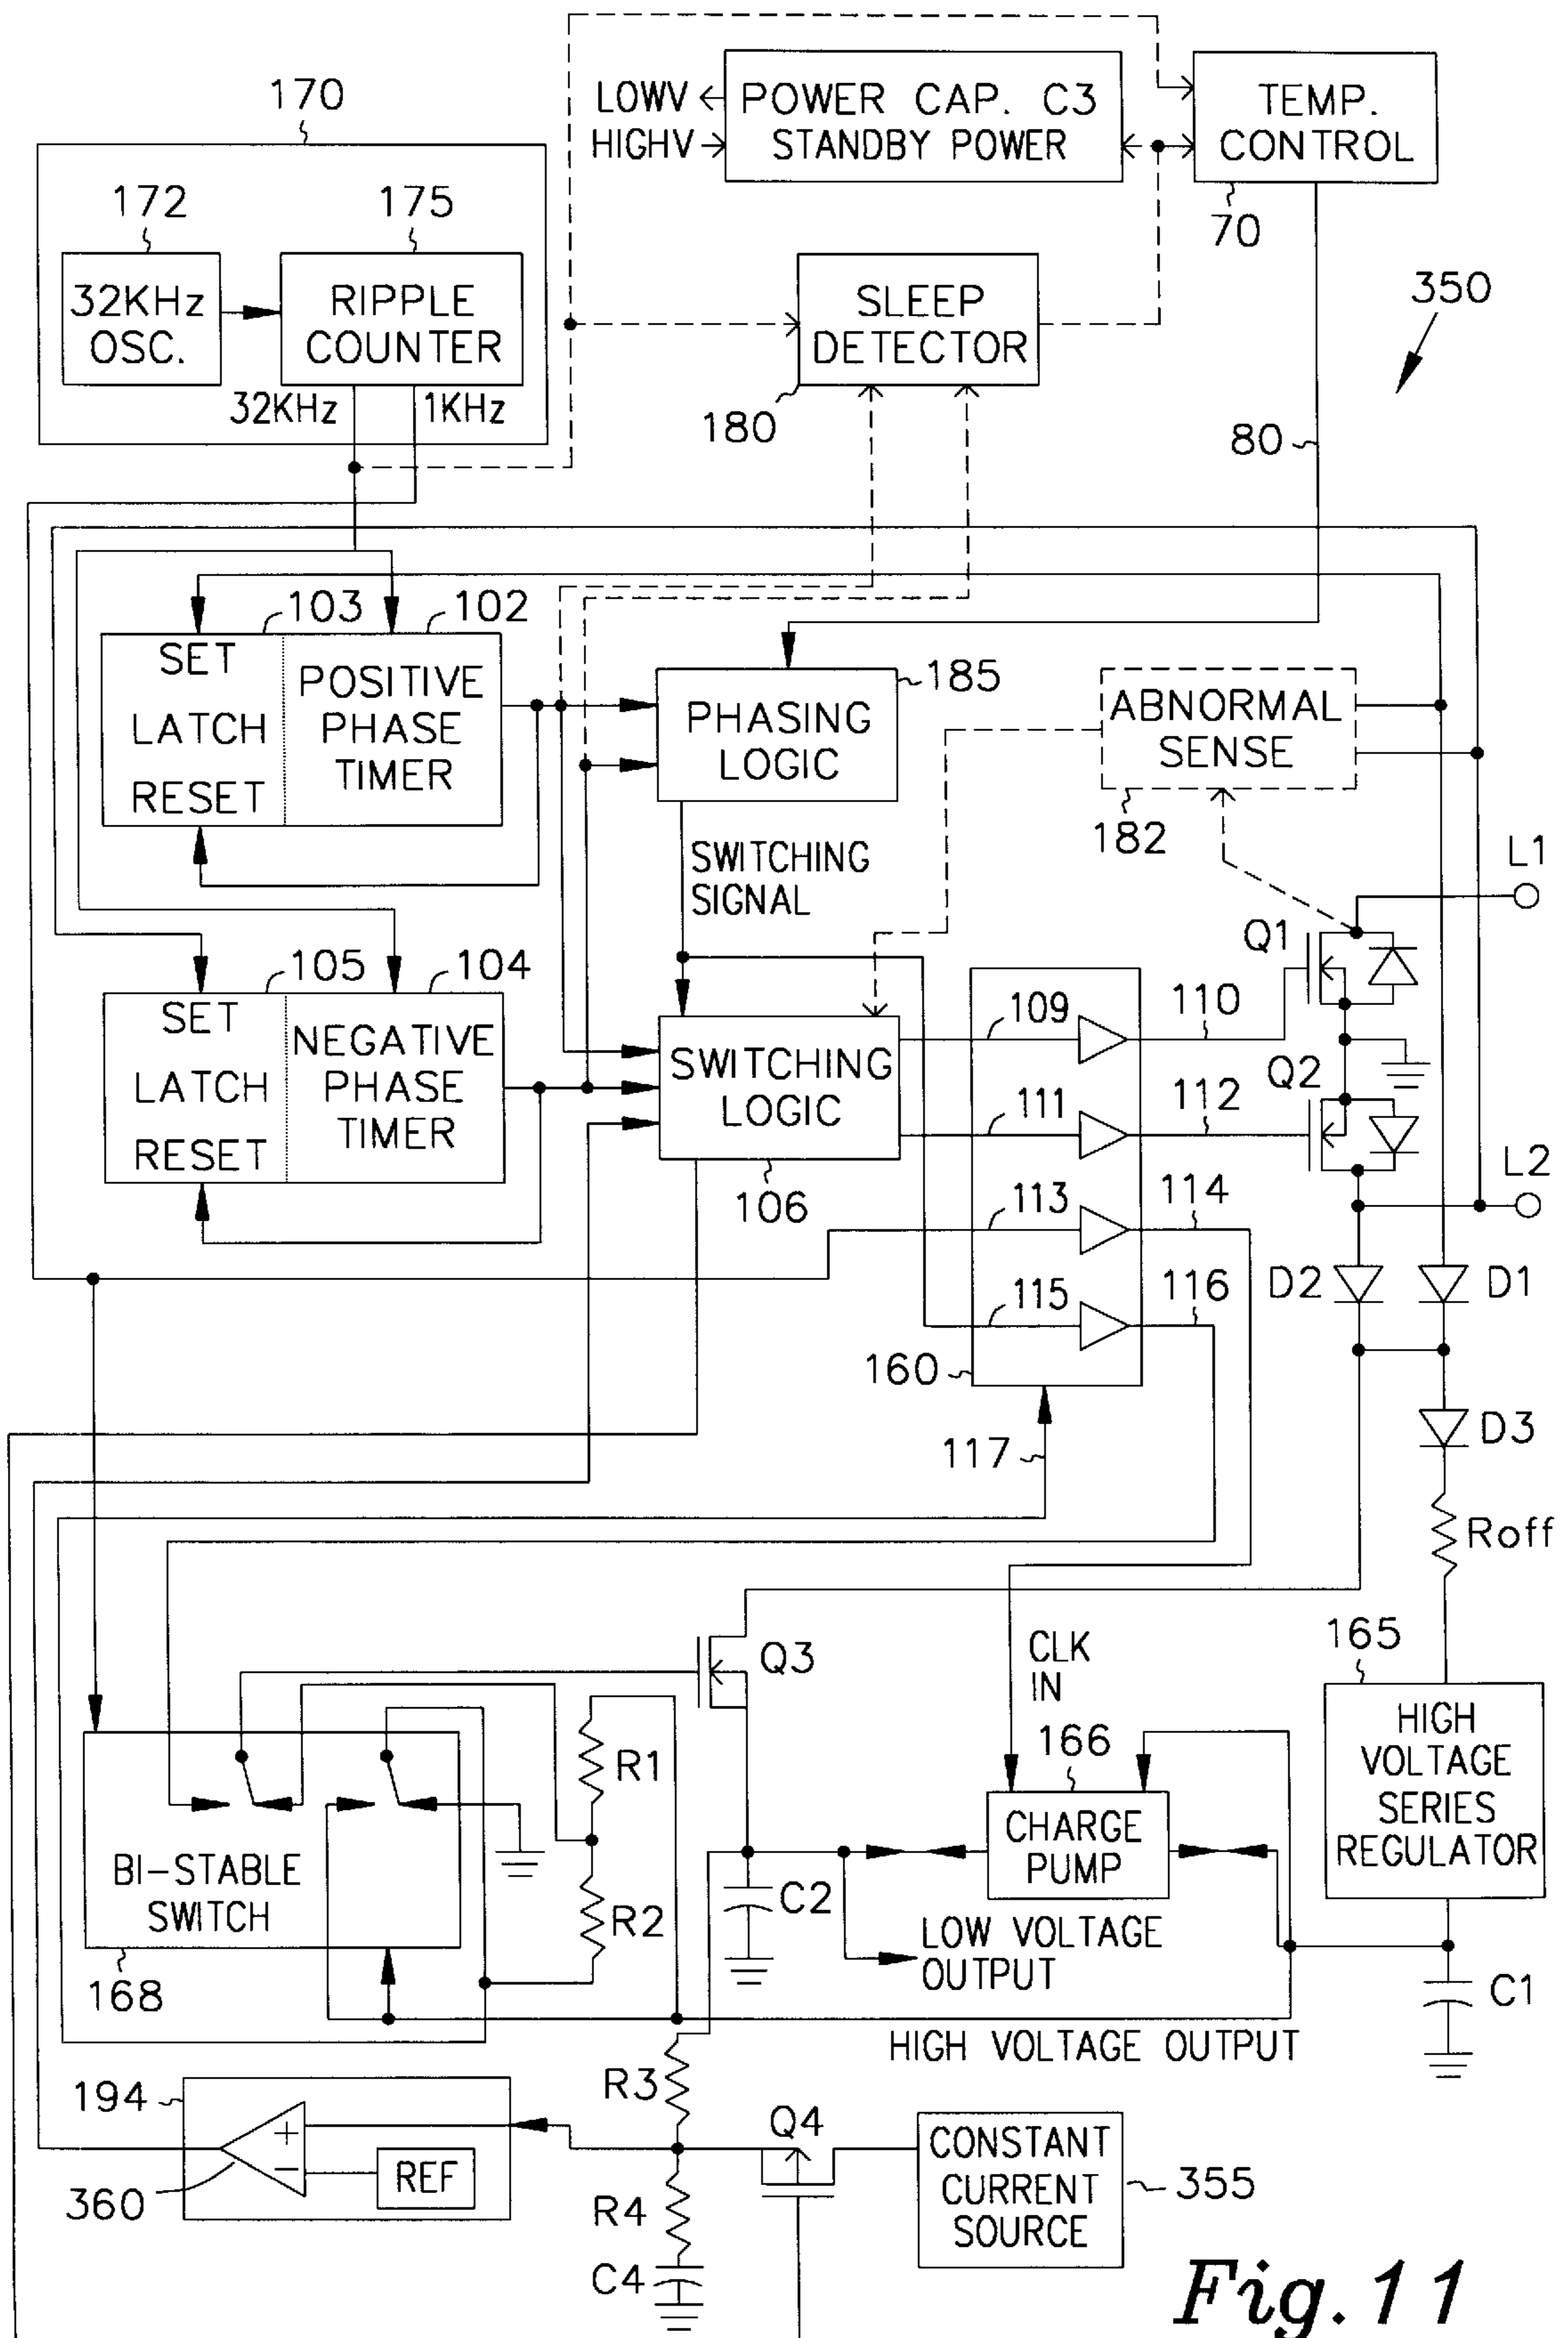 170
LOWV
HIGHV
POWER CAP. C3
STANDBY POWER
TEMP.
CONTROL
70
172
175
32KHz
OSC.
RIPPLE
COUNTER
32KHz
1KHz
SLEEP
DETECTOR
180
350
80
103
102
SET
LATCH
RESET
POSITIVE
PHASE
TIMER
PHASING
LOGIC
185
ABNORMAL
SENSE
182
SWITCHING
SIGNAL
L1
Q1
105
104
SET
LATCH
RESET
NEGATIVE
PHASE
TIMER
SWITCHING
LOGIC
106
109
110
Q2
111
112
L2
113
114
D2
D1
115
116
160
117
D3
Roff
Q3
CLK
IN
165
HIGH
VOLTAGE
SERIES
REGULATOR
R1
166
CHARGE
PUMP
BI-STABLE
SWITCH
168
R2
C2
LOW VOLTAGE
OUTPUT
C1
HIGH VOLTAGE OUTPUT
194
R3
Q4
+
−
REF
360
CONSTANT
CURRENT
SOURCE
355
R4
C4
Fig. 11